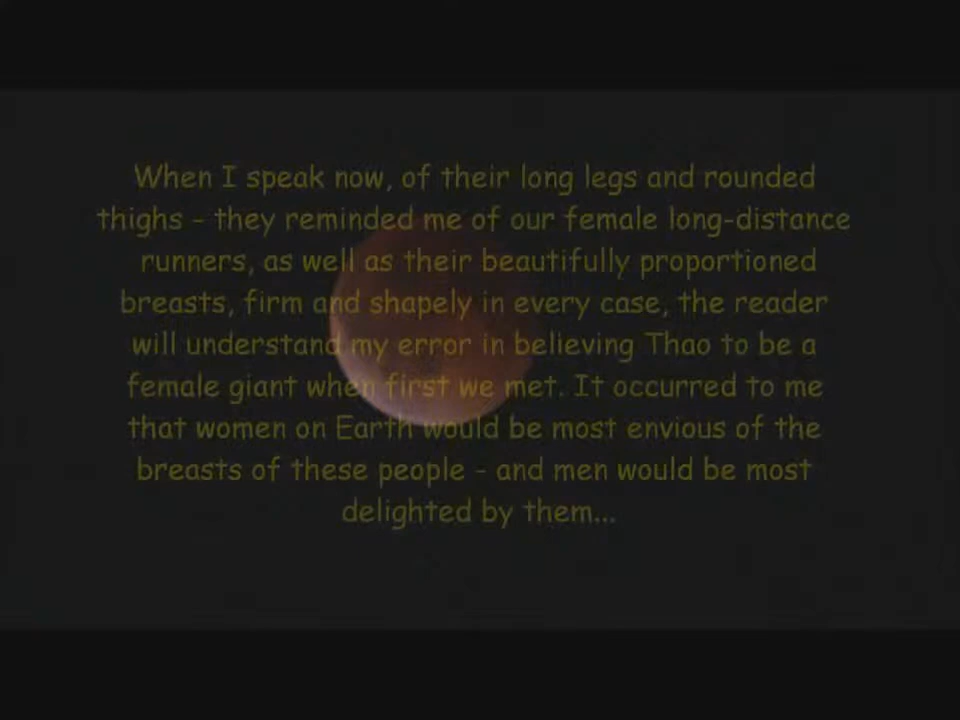 When I speak now, of their long legs and rounded
thighs - they reminded me of our female long-distance
runners, as well as their beautifully proportioned
breasts, firm and shapely in every case, the reader
will understand my error in believing Thao to be a
female giant when first we met. It occurred to me
that women on Earth would be most envious of the
breasts of these people - and men would be most
delighted by them...